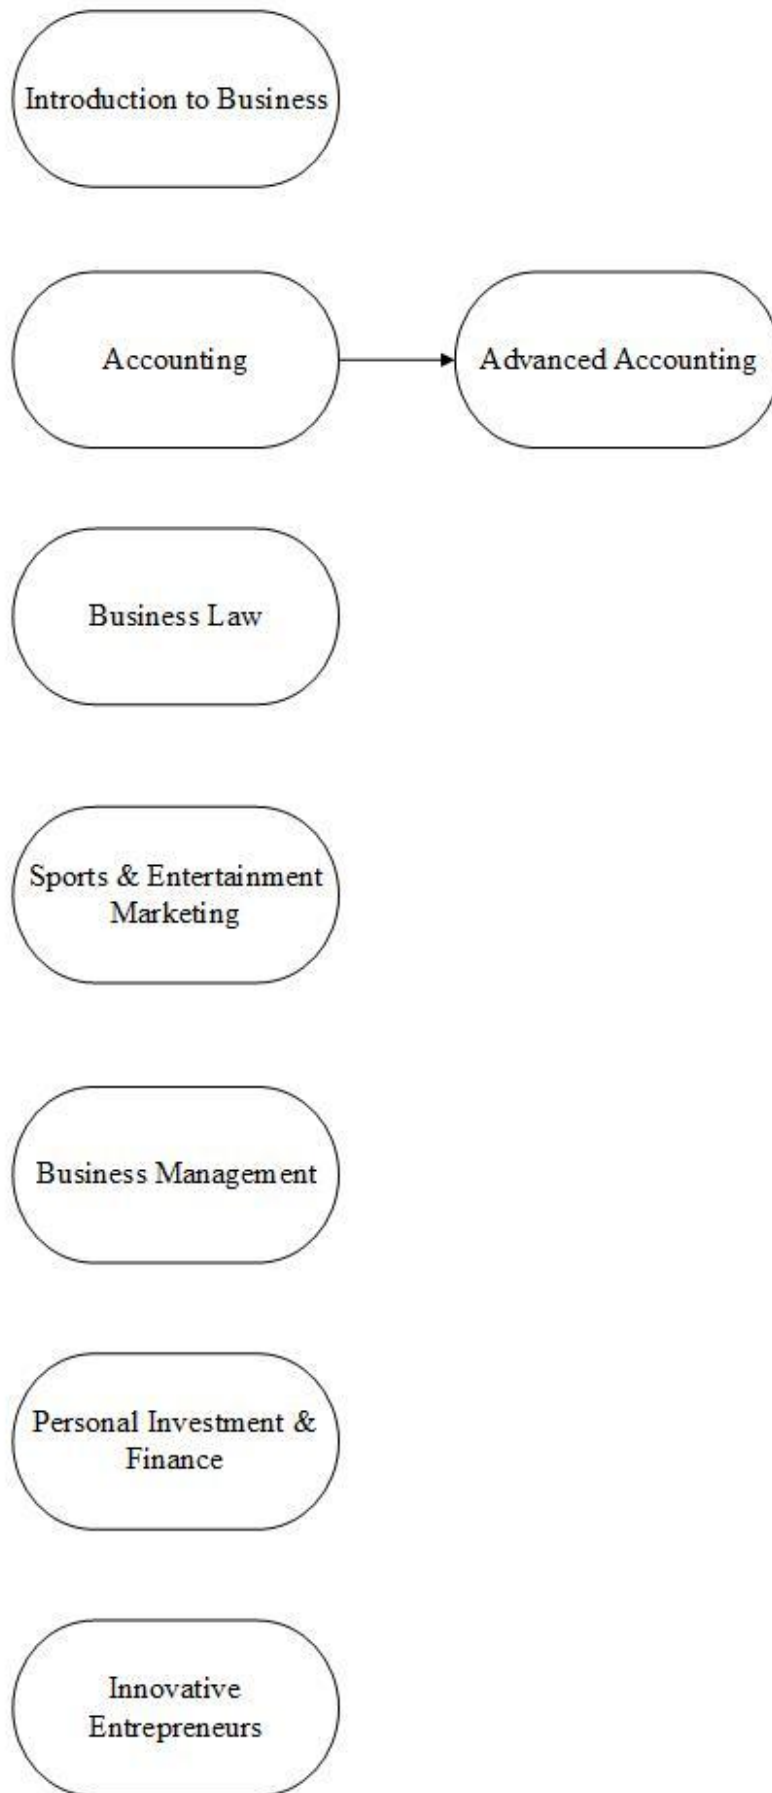 Introduction to Business
Accounting
Advanced Accounting
Business Law
Sports & Entertainment
Marketing
Business Management
Personal Investment &
Finance
Innovative
Entrepreneurs